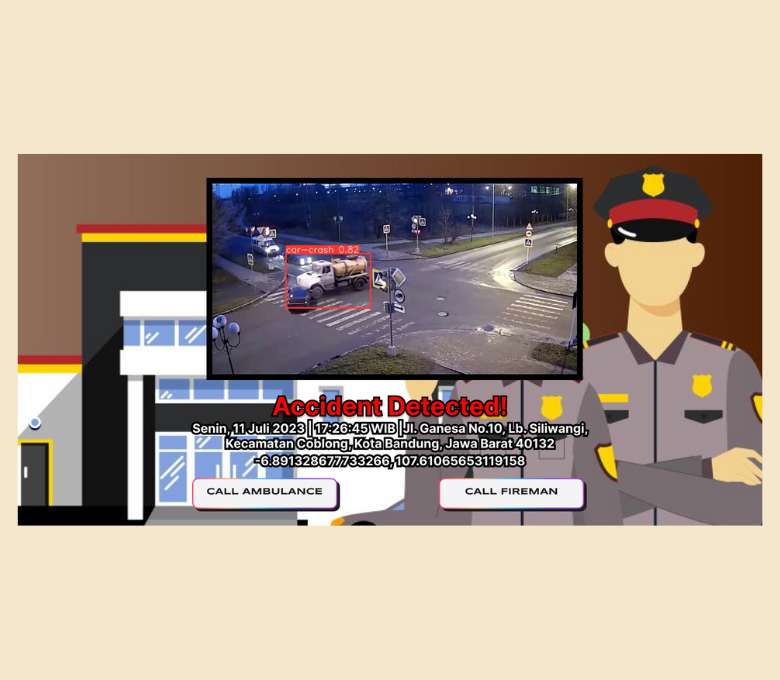 car-crash 0.82
Accident Detected!
Senin, 11 Juli 2023 | 17:26:45 WIB | Jl. Ganesa No.10, Lb. Siliwangi,
Kecamatan Coblong, Kota Bandung, Jawa Barat 40132
-6.891328677733266, 107.61065653119158
CALL AMBULANCE
CALL FIREMAN